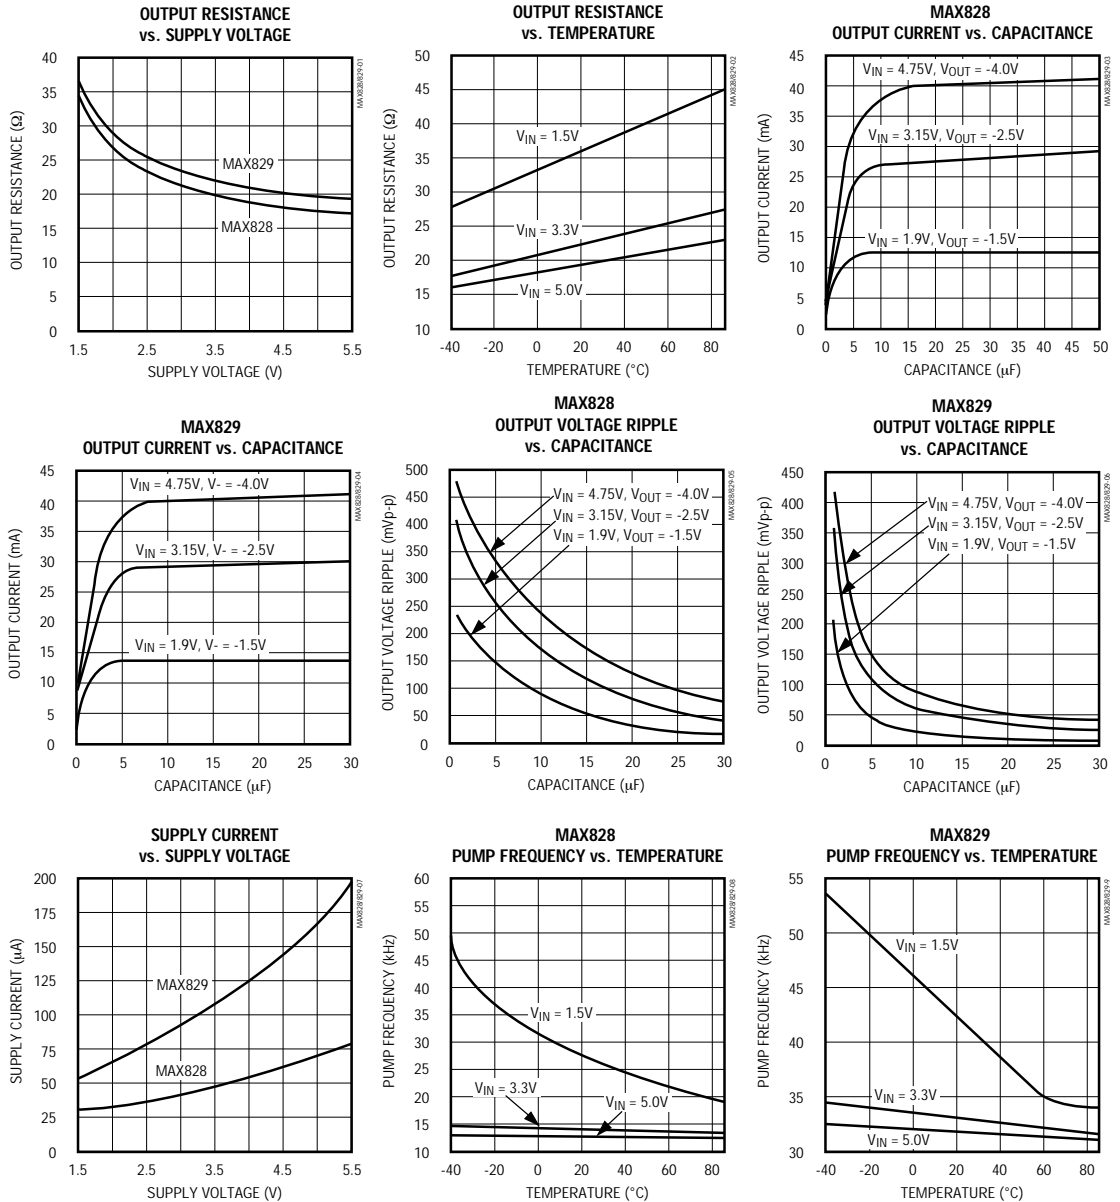 OUTPUT RESISTANCE
vs. SUPPLY VOLTAGE
40
35
30
25
20
15
10
5
0
OUTPUT RESISTANCE (Ω)
MAX829
MAX828
MAX828/829-01
1.5
2.5
3.5
4.5
5.5
SUPPLY VOLTAGE (V)
OUTPUT RESISTANCE
vs. TEMPERATURE
50
45
40
35
30
25
20
15
10
OUTPUT RESISTANCE (Ω)
VIN = 1.5V
VIN = 3.3V
VIN = 5.0V
MAX828/829-02
-40
-20
0
20
40
60
80
TEMPERATURE (°C)
MAX828
OUTPUT CURRENT vs. CAPACITANCE
45
40
35
30
25
20
15
10
5
0
OUTPUT CURRENT (mA)
VIN = 4.75V, VOUT = -4.0V
VIN = 3.15V, VOUT = -2.5V
VIN = 1.9V, VOUT = -1.5V
MAX828/829-03
0
5
10
15
20
25
30
35
40
45
50
CAPACITANCE (µF)
MAX829
OUTPUT CURRENT vs. CAPACITANCE
45
40
35
30
25
20
15
10
5
0
OUTPUT CURRENT (mA)
VIN = 4.75V, V- = -4.0V
VIN = 3.15V, V- = -2.5V
VIN = 1.9V, V- = -1.5V
MAX828/829-04
0
5
10
15
20
25
30
CAPACITANCE (µF)
MAX828
OUTPUT VOLTAGE RIPPLE
vs. CAPACITANCE
500
450
400
350
300
250
200
150
100
50
0
OUTPUT VOLTAGE RIPPLE (mVp-p)
VIN = 4.75V, VOUT = -4.0V
VIN = 3.15V, VOUT = -2.5V
VIN = 1.9V, VOUT = -1.5V
MAX828/829-05
0
5
10
15
20
25
30
CAPACITANCE (µF)
MAX829
OUTPUT VOLTAGE RIPPLE
vs. CAPACITANCE
450
400
350
300
250
200
150
100
50
0
OUTPUT VOLTAGE RIPPLE (mVp-p)
VIN = 4.75V, VOUT = -4.0V
VIN = 3.15V, VOUT = -2.5V
VIN = 1.9V, VOUT = -1.5V
MAX828/829-06
0
5
10
15
20
25
30
CAPACITANCE (µF)
SUPPLY CURRENT
vs. SUPPLY VOLTAGE
200
175
150
125
100
75
50
25
0
SUPPLY CURRENT (µA)
MAX829
MAX828
MAX828/829-07
1.5
2.5
3.5
4.5
5.5
SUPPLY VOLTAGE (V)
MAX828
PUMP FREQUENCY vs. TEMPERATURE
60
55
50
45
40
35
30
25
20
15
10
PUMP FREQUENCY (kHz)
VIN = 1.5V
VIN = 3.3V
VIN = 5.0V
MAX828/829-08
-40
-20
0
20
40
60
80
TEMPERATURE (°C)
MAX829
PUMP FREQUENCY vs. TEMPERATURE
55
50
45
40
35
30
PUMP FREQUENCY (kHz)
VIN = 1.5V
VIN = 3.3V
VIN = 5.0V
MAX828/829-9
-40
-20
0
20
40
60
80
TEMPERATURE (°C)